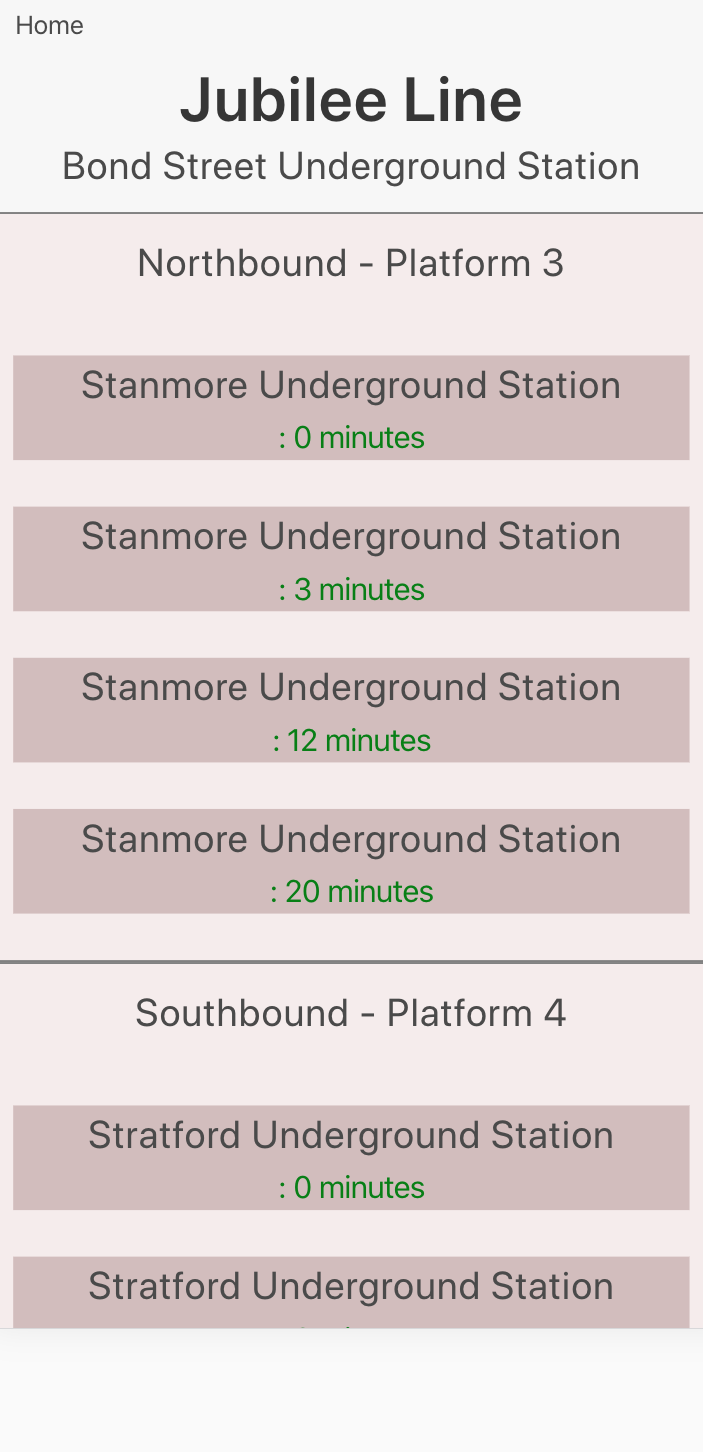 Home
Jubilee Line
Bond Street Underground Station
Northbound - Platform 3
Stanmore Underground Station
: 0 minutes
Stanmore Underground Station
: 3 minutes
Stanmore Underground Station
: 12 minutes
Stanmore Underground Station
: 20 minutes
Southbound - Platform 4
Stratford Underground Station
: 0 minutes
Stratford Underground Station